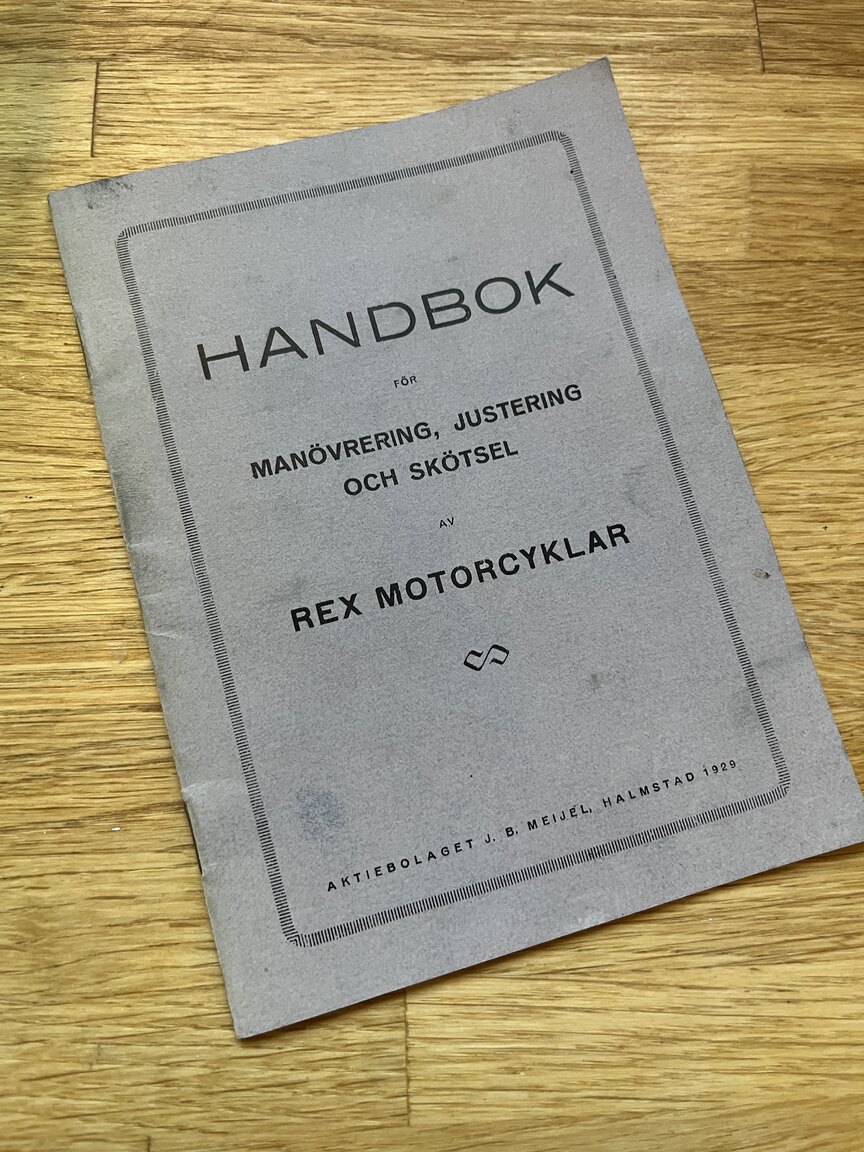 HANDBOK
FÖR
MANÖVRERING, JUSTERING
OCH SKÖTSEL
AV
REX MOTORCYKLAR
AKTIEBOLAGET J. B. MEIJEL, HALMSTAD 1929